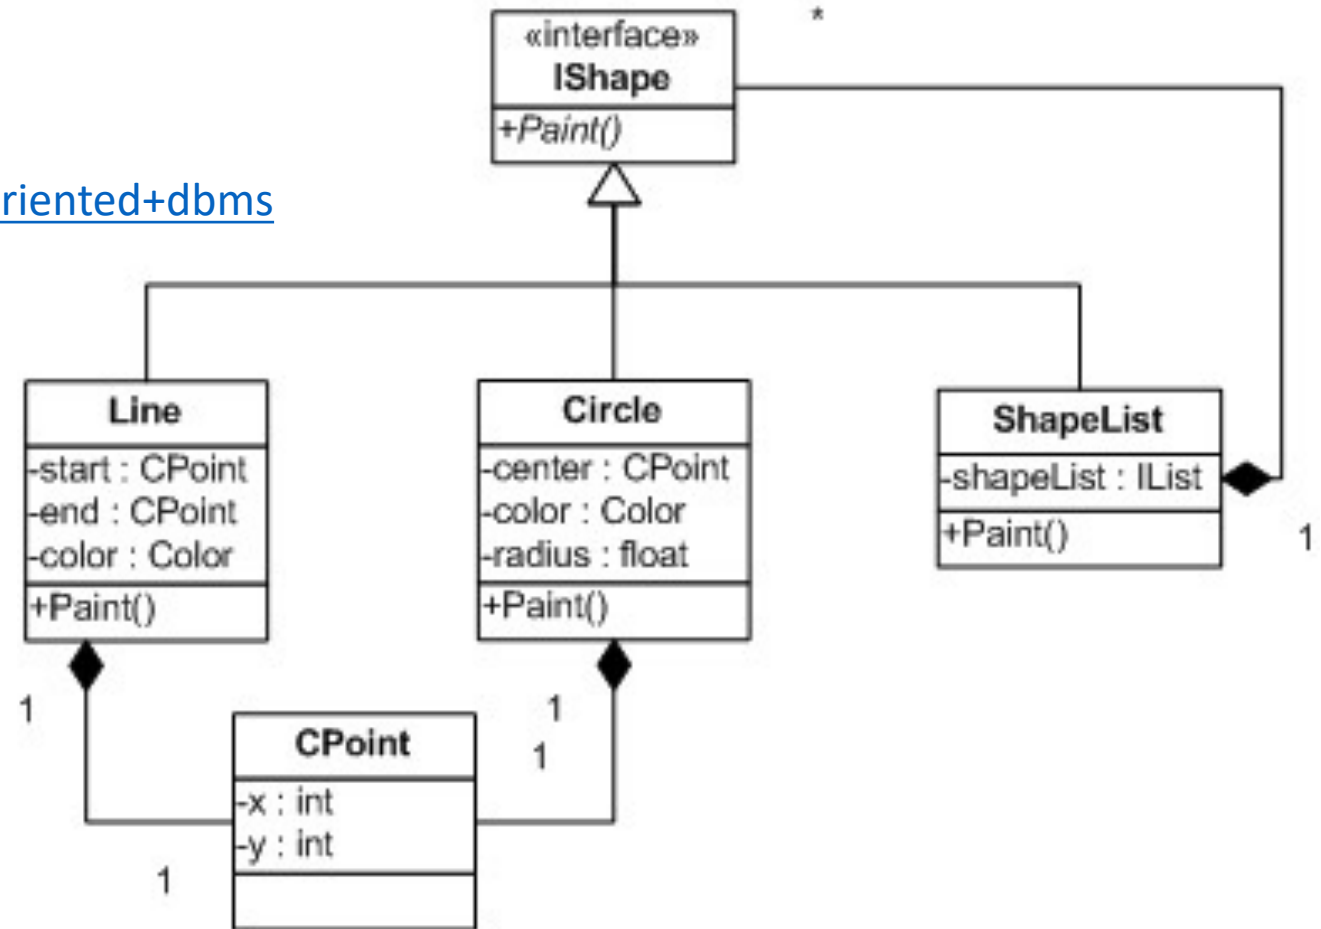 *
«interface»
IShape
+Paint()
riented+dbms
Line
-start : CPoint
-end : CPoint
-color : Color
+Paint()
Circle
-center : CPoint
-color : Color
-radius : float
+Paint()
ShapeList
-shapeList : IList
+Paint()
1
1
1
1
CPoint
-x : int
-y : int
1